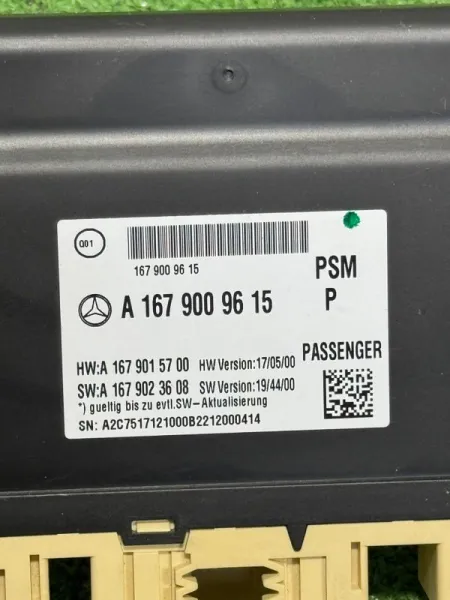 Q01
167 900 96 15
PSM
A 167 900 96 15
P
HW:A 167 901 57 00 HW Version:17/05/00
PASSENGER
SW:A 167 902 36 08 SW Version:19/44/00
*) gueltig bis zu evtl.SW-Aktualisierung
SN: A2C7517121000B2212000414